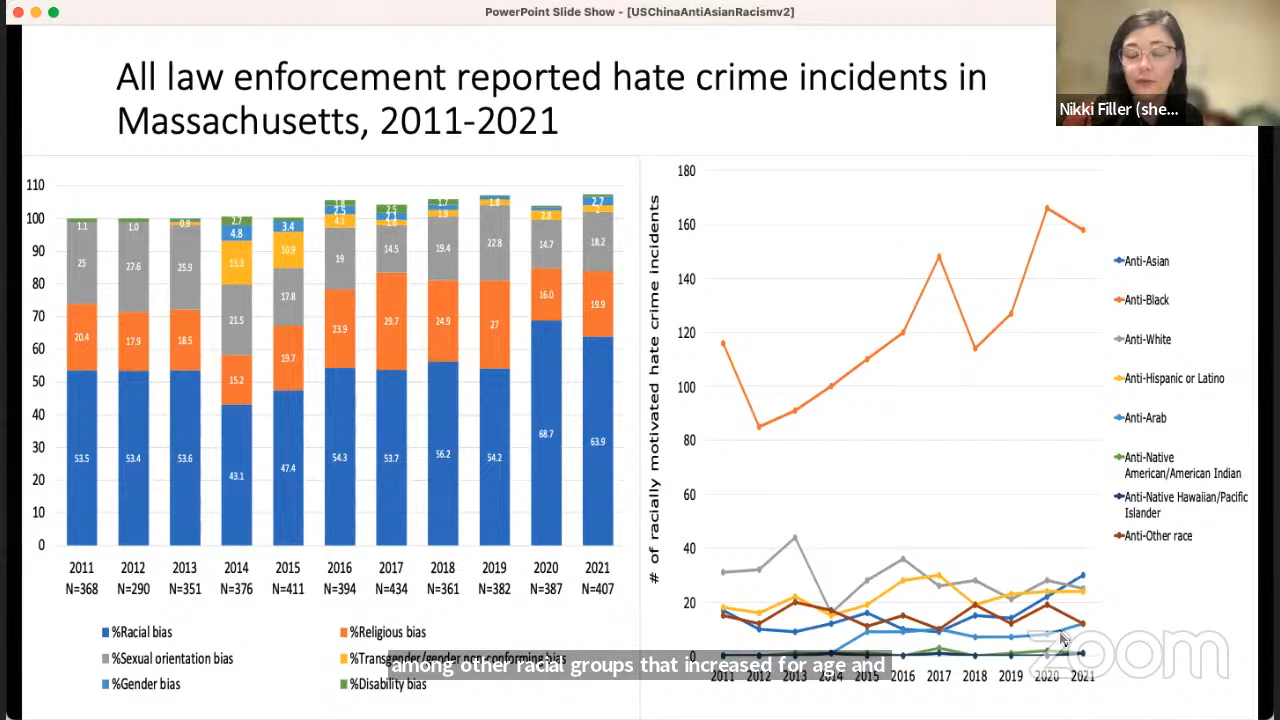 PowerPoint Slide Show - [USChinaAntiAsianRacismv2]
All law enforcement reported hate crime incidents in
Massachusetts, 2011-2021
Nikki Filler (she...
110
100
90
80
70
60
50
40
30
20
10
0
1.1
25
20.4
53.5
1.0
27.6
17.9
53.4
0.9
25.9
18.5
53.6
2.7
4.8
13.3
21.5
15.2
43.1
3.4
10.9
17.8
19.7
47.4
1.8
2.5
4.1
19
23.9
54.3
2.5
2.1
14.5
29.7
53.7
1.7
1.9
19.4
24.9
56.2
1.8
22.8
27
54.2
2.8
14.7
16.0
68.7
2.7
2
18.2
19.9
63.9
2011 2012 2013 2014 2015 2016 2017 2018 2019 2020 2021
N=368 N=290 N=351 N=376 N=411 N=394 N=434 N=361 N=382 N=387 N=407
%Racial bias
%Religious bias
%Sexual orientation bias
%Transgender/gender non-conforming bias
%Gender bias
%Disability bias
# of racially motivated hate crime incidents
180
160
140
120
100
80
60
40
20
0
2011 2012 2013 2014 2015 2016 2017 2018 2019 2020 2021
Anti-Asian
Anti-Black
Anti-White
Anti-Hispanic or Latino
Anti-Arab
Anti-Native
American/American Indian
Anti-Native Hawaiian/Pacific
Islander
Anti-Other race
among other racial groups that increased for age and
zoom